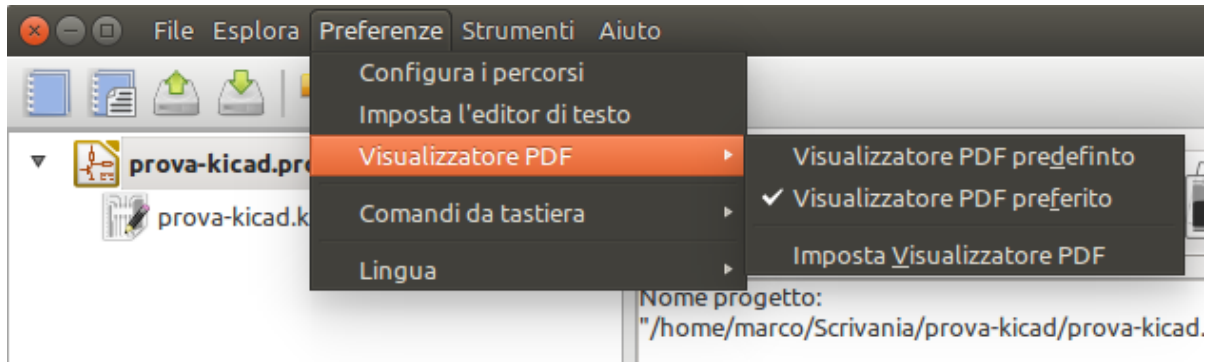 File Esplora Preferenze Strumenti Aiuto
Configura i percorsi
Imposta l'editor di testo
Visualizzatore PDF
Comandi da tastiera
Lingua
Visualizzatore PDF predefinto
Visualizzatore PDF preferito
Imposta Visualizzatore PDF
prova-kicad.pr
prova-kicad.k
Nome progetto:
"/home/marco/Scrivania/prova-kicad/prova-kicad.